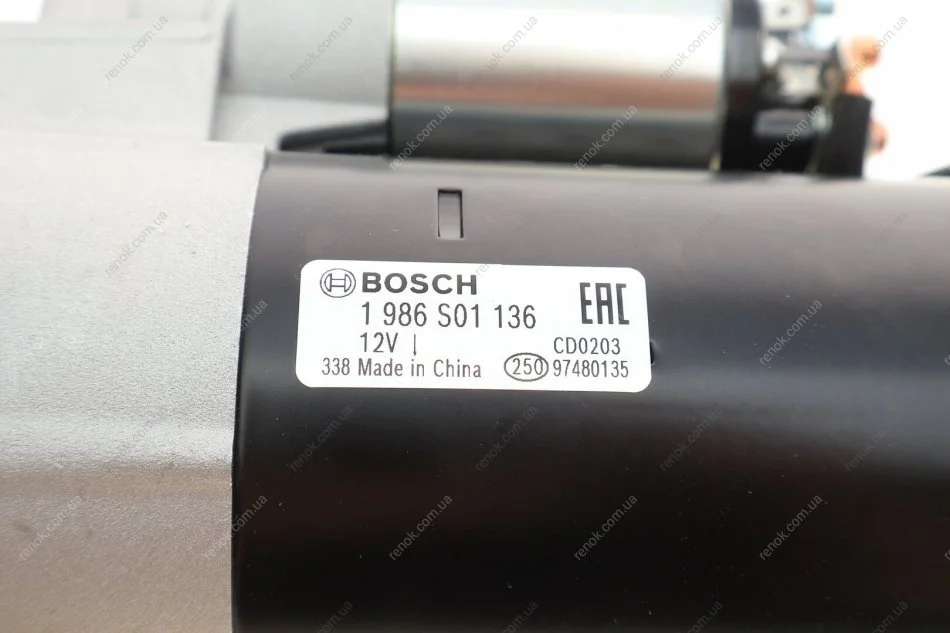 BOSCH
1 986 S01 136
EAC
12V ↓
CD0203
338 Made in China
250 97480135
renok.com.ua